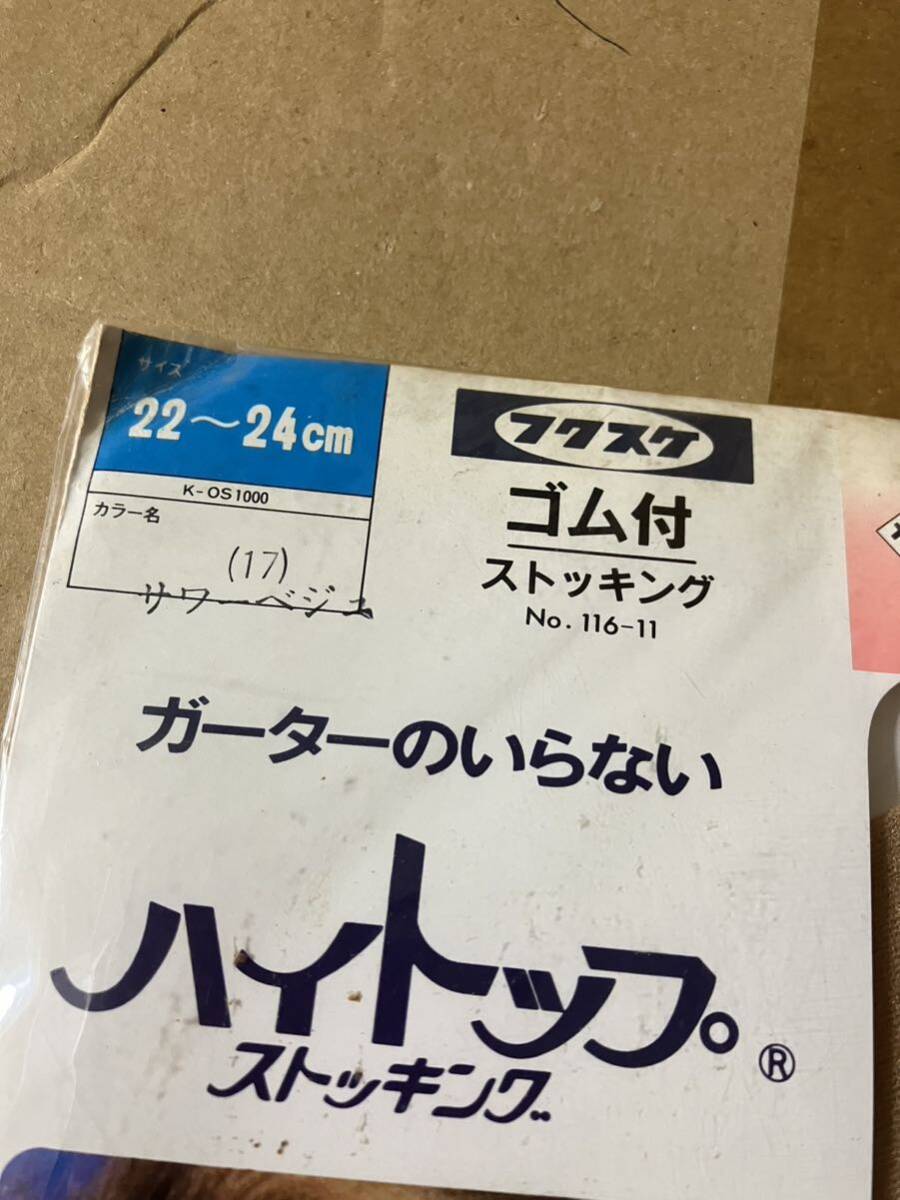 サイズ
22〜24cm
K-OS1000
カラー名
(17)
サワーベージュ
フクスケ
ゴム付
ストッキング
No. 116-11
ガーターのいらない
ハイトップ®
ストッキング